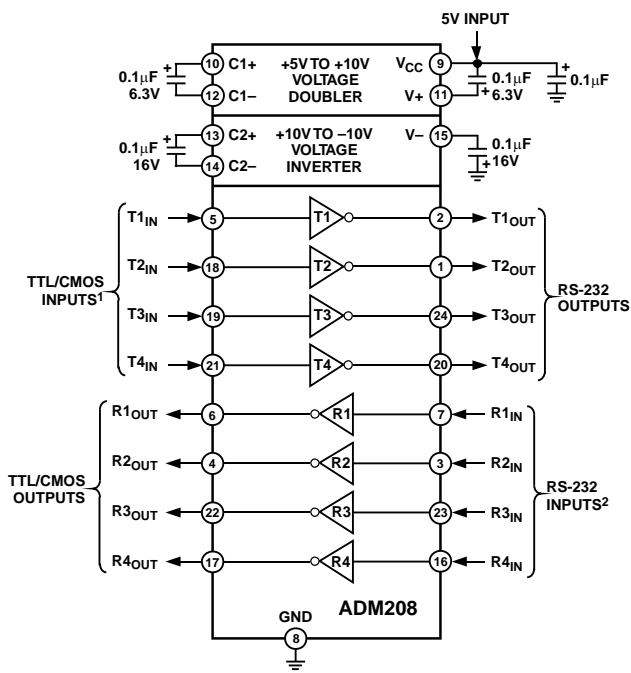 5V INPUT
0.1μF
6.3V
+
10 C1+
12 C1–
+5V TO +10V
VOLTAGE
DOUBLER
VCC 9
V+ 11
+
0.1μF
6.3V
+
0.1μF
0.1μF
16V
+
13 C2+
14 C2–
+10V TO –10V
VOLTAGE
INVERTER
V– 15
+
0.1μF
16V
TTL/CMOS
INPUTS1
T1IN 5 T1 2 T1OUT
T2IN 18 T2 1 T2OUT
T3IN 19 T3 24 T3OUT
T4IN 21 T4 20 T4OUT
RS-232
OUTPUTS
TTL/CMOS
OUTPUTS
R1OUT 6 R1 7 R1IN
R2OUT 4 R2 3 R2IN
R3OUT 22 R3 23 R3IN
R4OUT 17 R4 16 R4IN
RS-232
INPUTS2
GND
8
ADM208